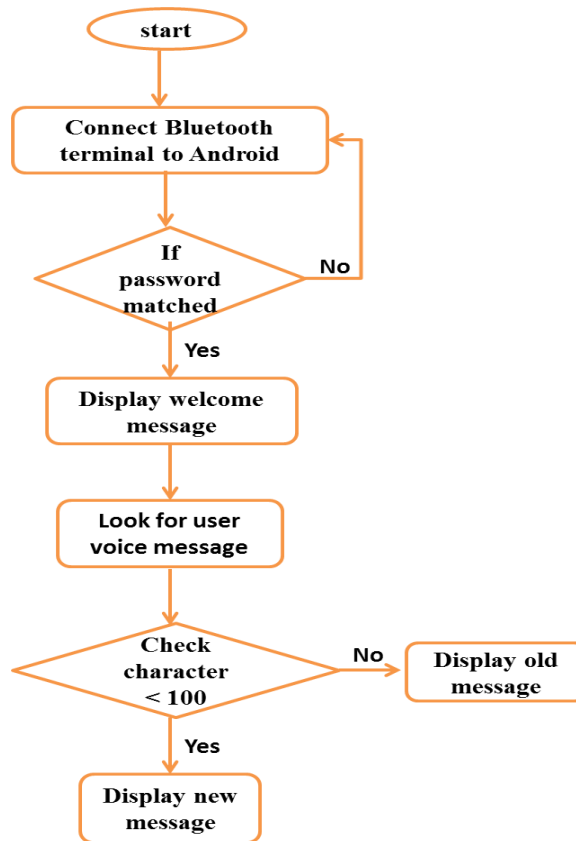 start
Connect Bluetooth
terminal to Android
If
password
matched
No
Yes
Display welcome
message
Look for user
voice message
Check
character
< 100
No
Display old
message
Yes
Display new
message